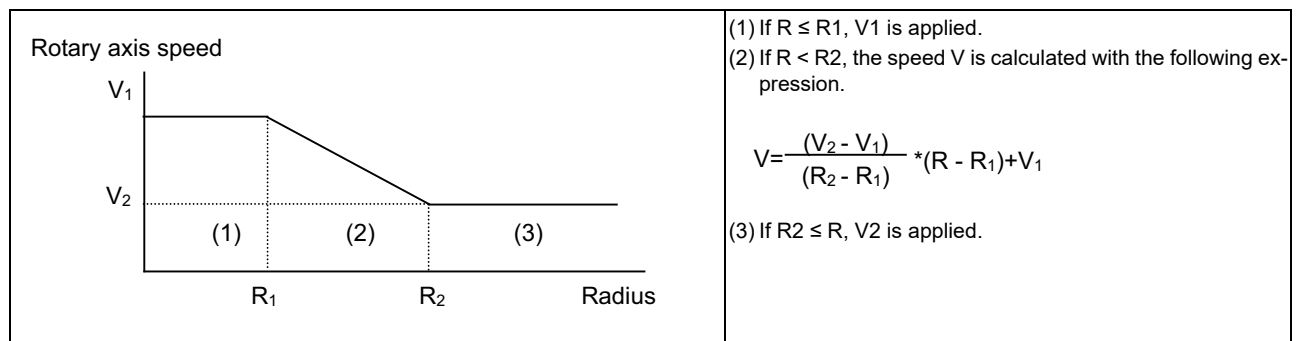 Rotary axis speed
V₁
V₂
(1)
(2)
(3)
R₁
R₂
Radius
(1) If R ≤ R1, V1 is applied.
(2) If R < R2, the speed V is calculated with the following ex-
pression.
V= (V₂ - V₁) / (R₂ - R₁) *(R - R₁)+V₁
(3) If R2 ≤ R, V2 is applied.